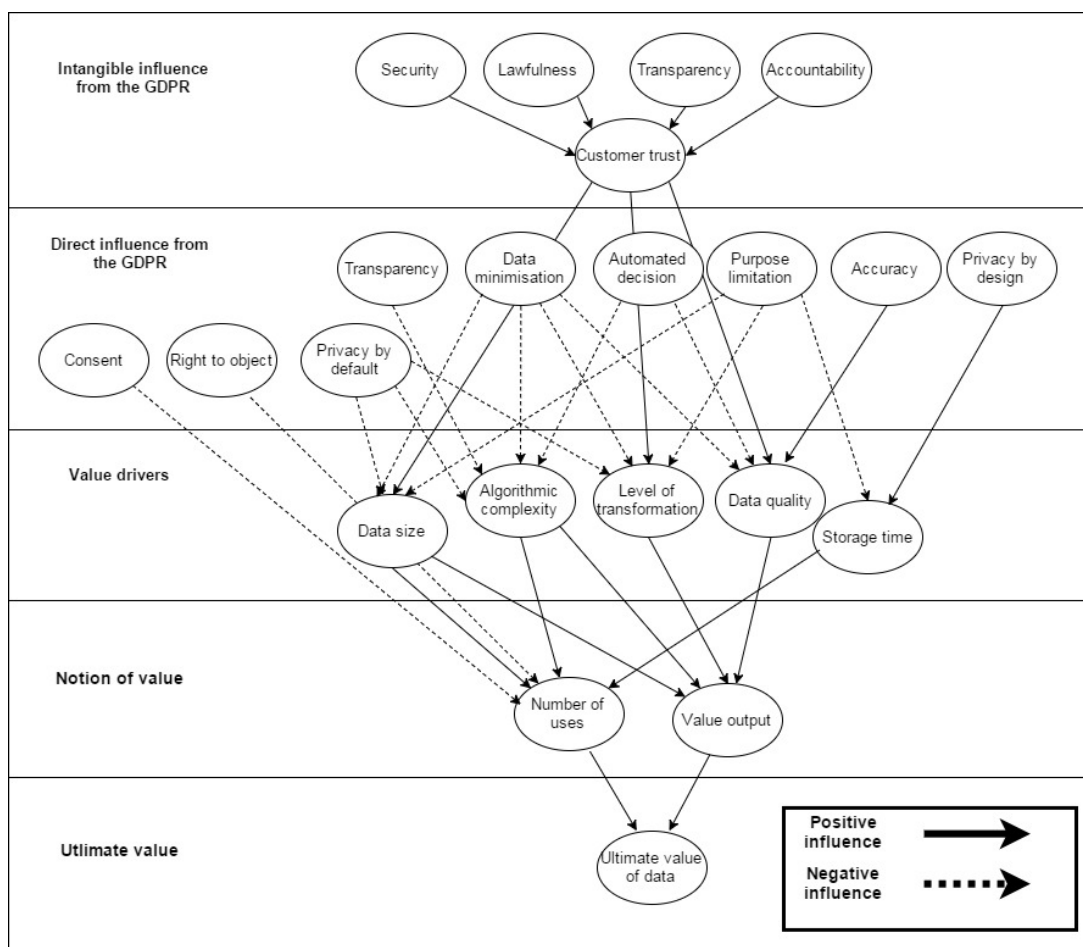 Intangible influence
from the GDPR
Security
Lawfulness
Transparency
Accountability
Customer trust
Direct influence from
the GDPR
Transparency
Data
minimisation
Automated
decision
Purpose
limitation
Accuracy
Privacy by
design
Consent
Right to object
Privacy by
default
Value drivers
Data size
Algorithmic
complexity
Level of
transformation
Data quality
Storage time
Notion of value
Number of
uses
Value output
Utlimate value
Ultimate value
of data
Positive
influence
Negative
influence